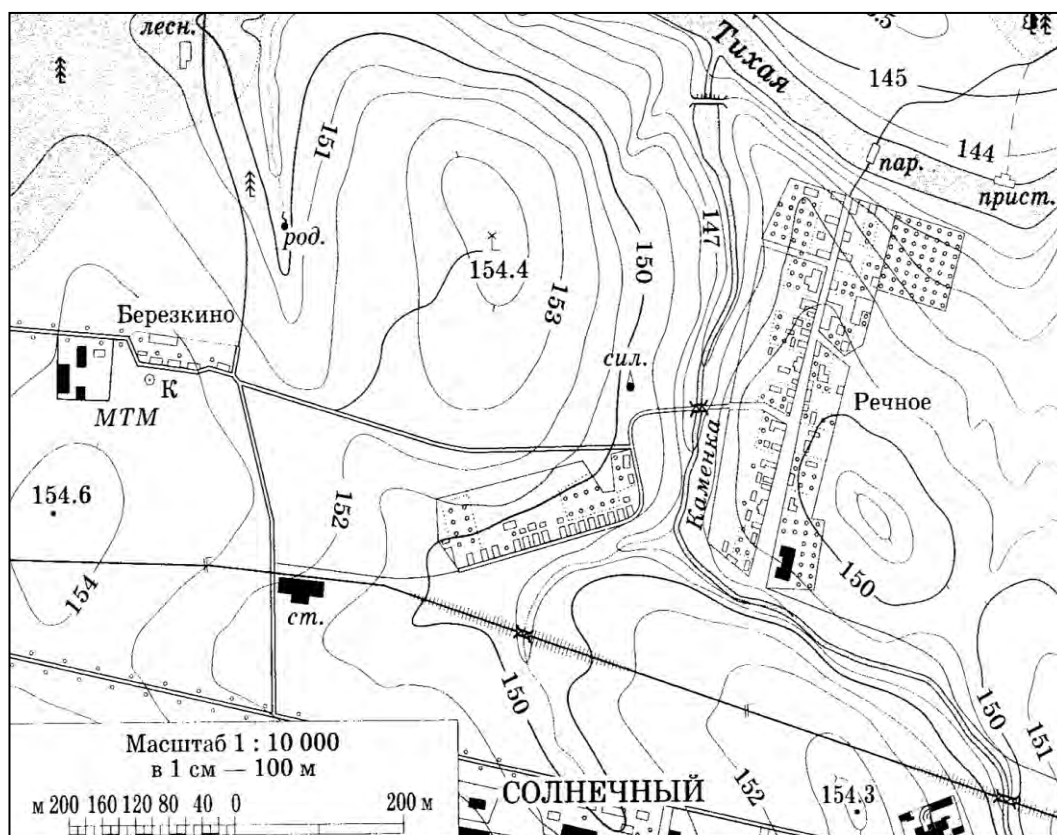 лесн.
Тихая
145
151
пар.
144
прист.
род.
147
154.4
150
153
Березкино
сил.
К
МТМ
Речное
Каменка
154.6
152
154
150
ст.
150
150
151
Масштаб 1 : 10 000
в 1 см — 100 м
152
154.3
СОЛНЕЧНЫЙ
м 200 160 120 80 40 0 200 м